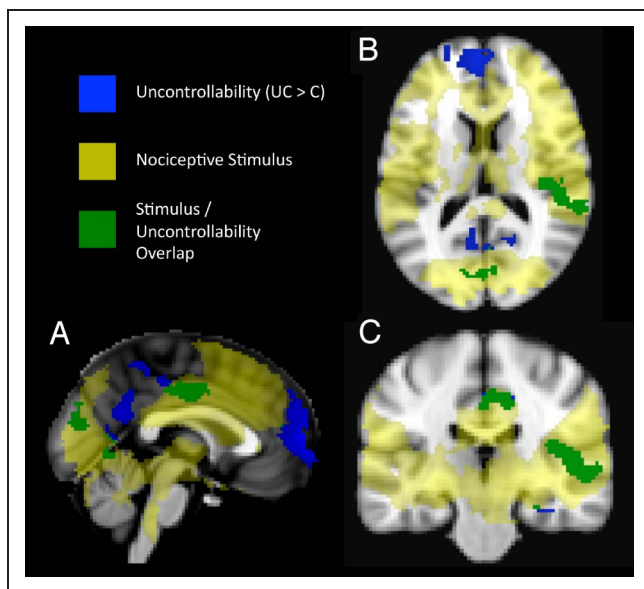 B
Uncontrollability (UC > C)
Nociceptive Stimulus
Stimulus /
Uncontrollability
Overlap
A
C